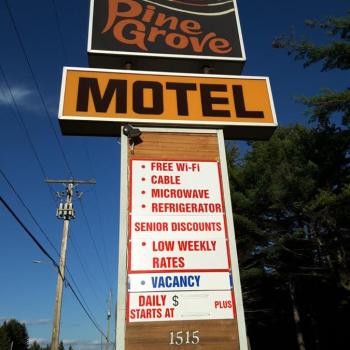 Pine
Grove
MOTEL
• FREE Wi-Fi
• CABLE
• MICROWAVE
• REFRIGERATOR
SENIOR DISCOUNTS
• LOW WEEKLY
RATES
• VACANCY
DAILY $ PLUS
STARTS AT
1515